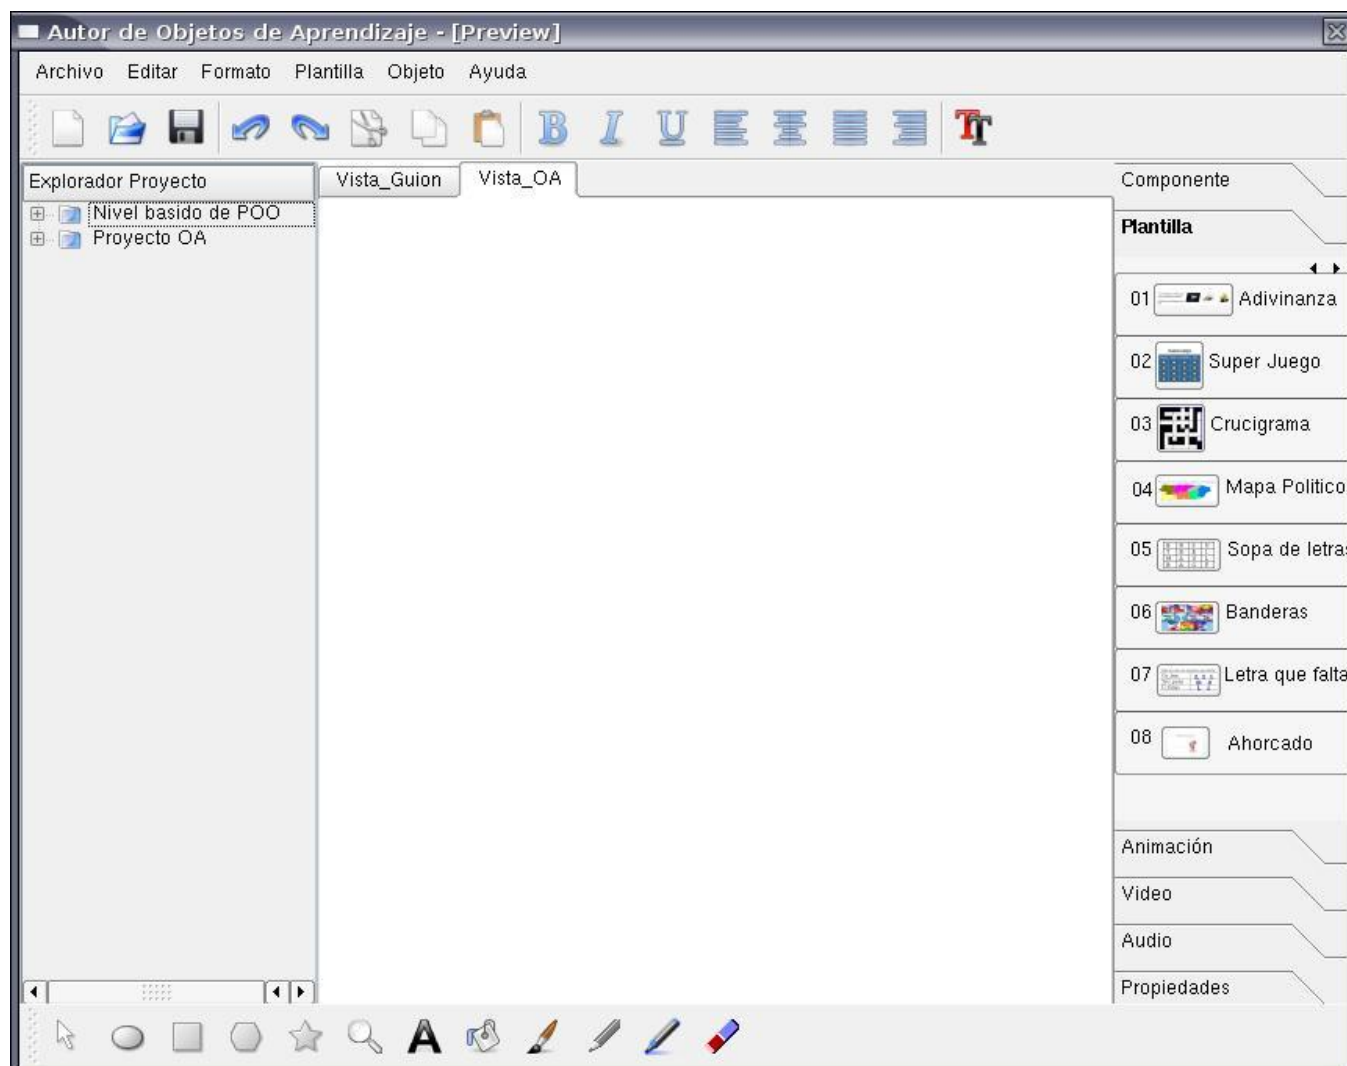 Autor de Objetos de Aprendizaje - [Preview]
Archivo Editar Formato Plantilla Objeto Ayuda
B I U TT
Explorador Proyecto
Nivel basido de POO
Proyecto OA
Vista_Guion Vista_OA
Componente
Plantilla
01 Adivinanza
02 Super Juego
03 Crucigrama
04 Mapa Politico
05 Sopa de letras
06 Banderas
07 Letra que falta
08 Ahorcado
Animación
Video
Audio
Propiedades
A